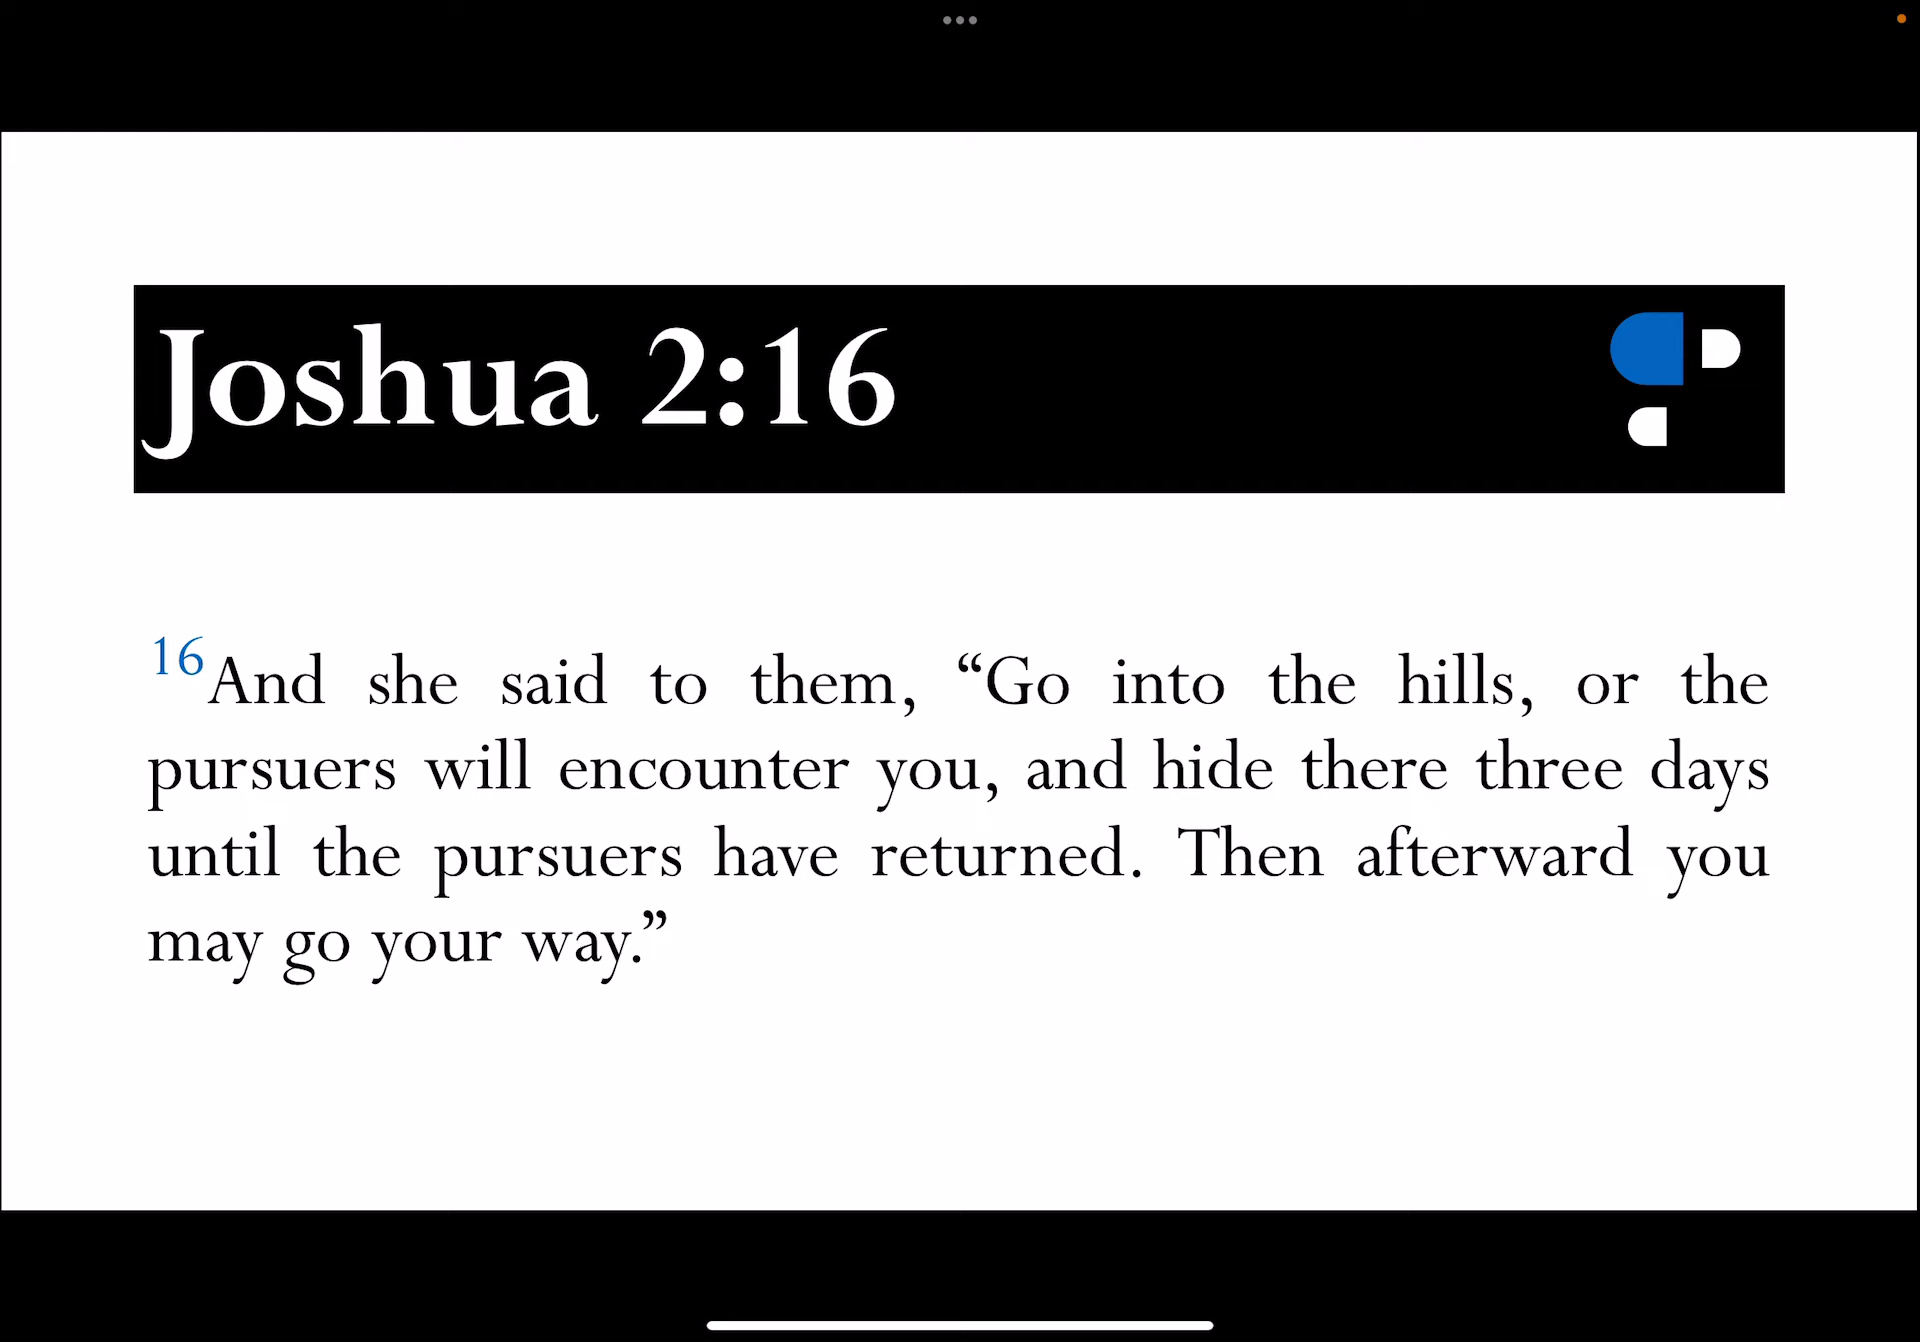 Joshua 2:16
16And she said to them, “Go into the hills, or the
pursuers will encounter you, and hide there three days
until the pursuers have returned. Then afterward you
may go your way.”